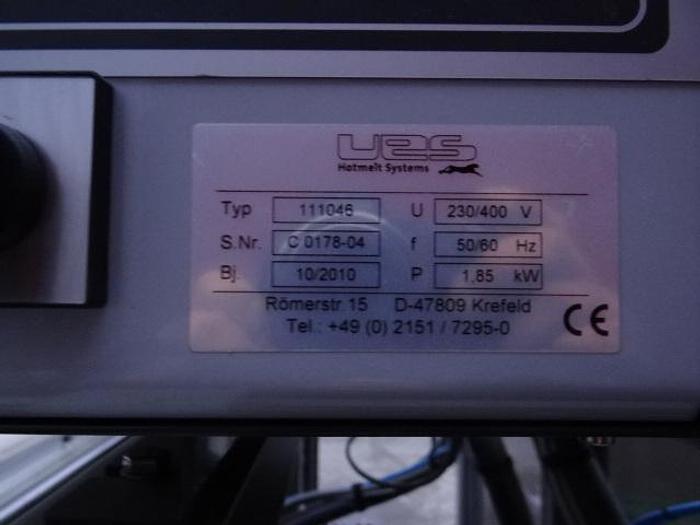 UES
Hotmelt Systems
Typ 111046 U 230/400 V
S.Nr. C 0178-04 f 50/60 Hz
Bj. 10/2010 P 1,85 kW
Römerstr.15 D-47809 Krefeld
Tel.: +49 (0) 2151 / 7295-0 CE